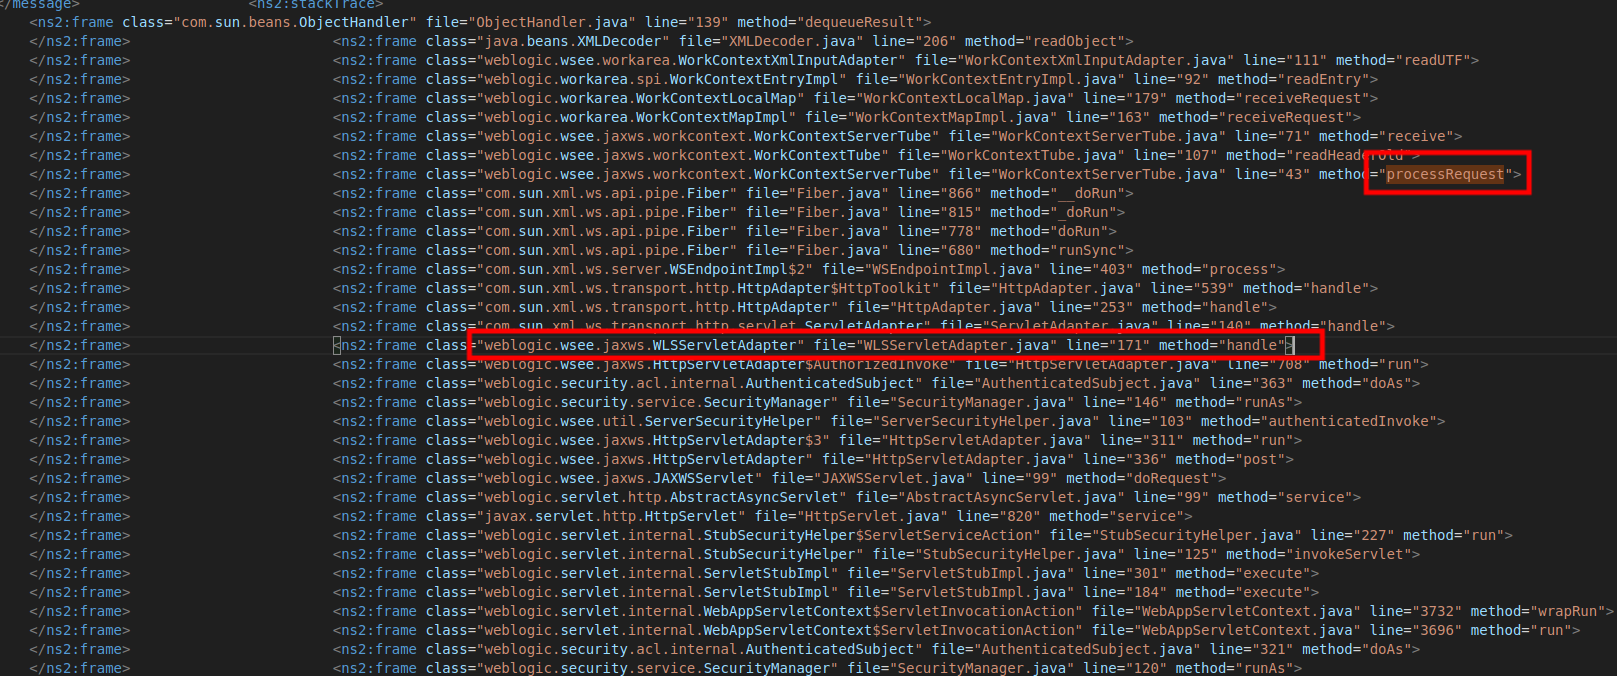 </message>                    <ns2:stackTrace>
<ns2:frame class="com.sun.beans.ObjectHandler" file="ObjectHandler.java" line="139" method="dequeueResult">
</ns2:frame>                        <ns2:frame class="java.beans.XMLDecoder" file="XMLDecoder.java" line="206" method="readObject">
</ns2:frame>                        <ns2:frame class="weblogic.wsee.workarea.WorkContextXmlInputAdapter" file="WorkContextXmlInputAdapter.java" line="111" method="readUTF">
</ns2:frame>                        <ns2:frame class="weblogic.workarea.spi.WorkContextEntryImpl" file="WorkContextEntryImpl.java" line="92" method="readEntry">
</ns2:frame>                        <ns2:frame class="weblogic.workarea.WorkContextLocalMap" file="WorkContextLocalMap.java" line="179" method="receiveRequest">
</ns2:frame>                        <ns2:frame class="weblogic.workarea.WorkContextMapImpl" file="WorkContextMapImpl.java" line="163" method="receiveRequest">
</ns2:frame>                        <ns2:frame class="weblogic.wsee.jaxws.workcontext.WorkContextServerTube" file="WorkContextServerTube.java" line="71" method="receive">
</ns2:frame>                        <ns2:frame class="weblogic.wsee.jaxws.workcontext.WorkContextTube" file="WorkContextTube.java" line="107" method="readHeaderOld">
</ns2:frame>                        <ns2:frame class="weblogic.wsee.jaxws.workcontext.WorkContextServerTube" file="WorkContextServerTube.java" line="43" method="processRequest">
</ns2:frame>                        <ns2:frame class="com.sun.xml.ws.api.pipe.Fiber" file="Fiber.java" line="866" method="__doRun">
</ns2:frame>                        <ns2:frame class="com.sun.xml.ws.api.pipe.Fiber" file="Fiber.java" line="815" method="_doRun">
</ns2:frame>                        <ns2:frame class="com.sun.xml.ws.api.pipe.Fiber" file="Fiber.java" line="778" method="doRun">
</ns2:frame>                        <ns2:frame class="com.sun.xml.ws.api.pipe.Fiber" file="Fiber.java" line="680" method="runSync">
</ns2:frame>                        <ns2:frame class="com.sun.xml.ws.server.WSEndpointImpl$2" file="WSEndpointImpl.java" line="403" method="process">
</ns2:frame>                        <ns2:frame class="com.sun.xml.ws.transport.http.HttpAdapter$HttpToolkit" file="HttpAdapter.java" line="539" method="handle">
</ns2:frame>                        <ns2:frame class="com.sun.xml.ws.transport.http.HttpAdapter" file="HttpAdapter.java" line="253" method="handle">
</ns2:frame>                        <ns2:frame class="com.sun.xml.ws.transport.http.servlet.ServletAdapter" file="ServletAdapter.java" line="140" method="handle">
</ns2:frame>                        <ns2:frame class="weblogic.wsee.jaxws.WLSServletAdapter" file="WLSServletAdapter.java" line="171" method="handle">
</ns2:frame>                        <ns2:frame class="weblogic.wsee.jaxws.HttpServletAdapter$AuthorizedInvoke" file="HttpServletAdapter.java" line="708" method="run">
</ns2:frame>                        <ns2:frame class="weblogic.security.acl.internal.AuthenticatedSubject" file="AuthenticatedSubject.java" line="363" method="doAs">
</ns2:frame>                        <ns2:frame class="weblogic.security.service.SecurityManager" file="SecurityManager.java" line="146" method="runAs">
</ns2:frame>                        <ns2:frame class="weblogic.wsee.util.ServerSecurityHelper" file="ServerSecurityHelper.java" line="103" method="authenticatedInvoke">
</ns2:frame>                        <ns2:frame class="weblogic.wsee.jaxws.HttpServletAdapter$3" file="HttpServletAdapter.java" line="311" method="run">
</ns2:frame>                        <ns2:frame class="weblogic.wsee.jaxws.HttpServletAdapter" file="HttpServletAdapter.java" line="336" method="post">
</ns2:frame>                        <ns2:frame class="weblogic.wsee.jaxws.JAXWSServlet" file="JAXWSServlet.java" line="99" method="doRequest">
</ns2:frame>                        <ns2:frame class="weblogic.servlet.http.AbstractAsyncServlet" file="AbstractAsyncServlet.java" line="99" method="service">
</ns2:frame>                        <ns2:frame class="javax.servlet.http.HttpServlet" file="HttpServlet.java" line="820" method="service">
</ns2:frame>                        <ns2:frame class="weblogic.servlet.internal.StubSecurityHelper$ServletServiceAction" file="StubSecurityHelper.java" line="227" method="run">
</ns2:frame>                        <ns2:frame class="weblogic.servlet.internal.StubSecurityHelper" file="StubSecurityHelper.java" line="125" method="invokeServlet">
</ns2:frame>                        <ns2:frame class="weblogic.servlet.internal.ServletStubImpl" file="ServletStubImpl.java" line="301" method="execute">
</ns2:frame>                        <ns2:frame class="weblogic.servlet.internal.ServletStubImpl" file="ServletStubImpl.java" line="184" method="execute">
</ns2:frame>                        <ns2:frame class="weblogic.servlet.internal.WebAppServletContext$ServletInvocationAction" file="WebAppServletContext.java" line="3732" method="wrapRun">
</ns2:frame>                        <ns2:frame class="weblogic.servlet.internal.WebAppServletContext$ServletInvocationAction" file="WebAppServletContext.java" line="3696" method="run">
</ns2:frame>                        <ns2:frame class="weblogic.security.acl.internal.AuthenticatedSubject" file="AuthenticatedSubject.java" line="321" method="doAs">
</ns2:frame>                        <ns2:frame class="weblogic.security.service.SecurityManager" file="SecurityManager.java" line="120" method="runAs">